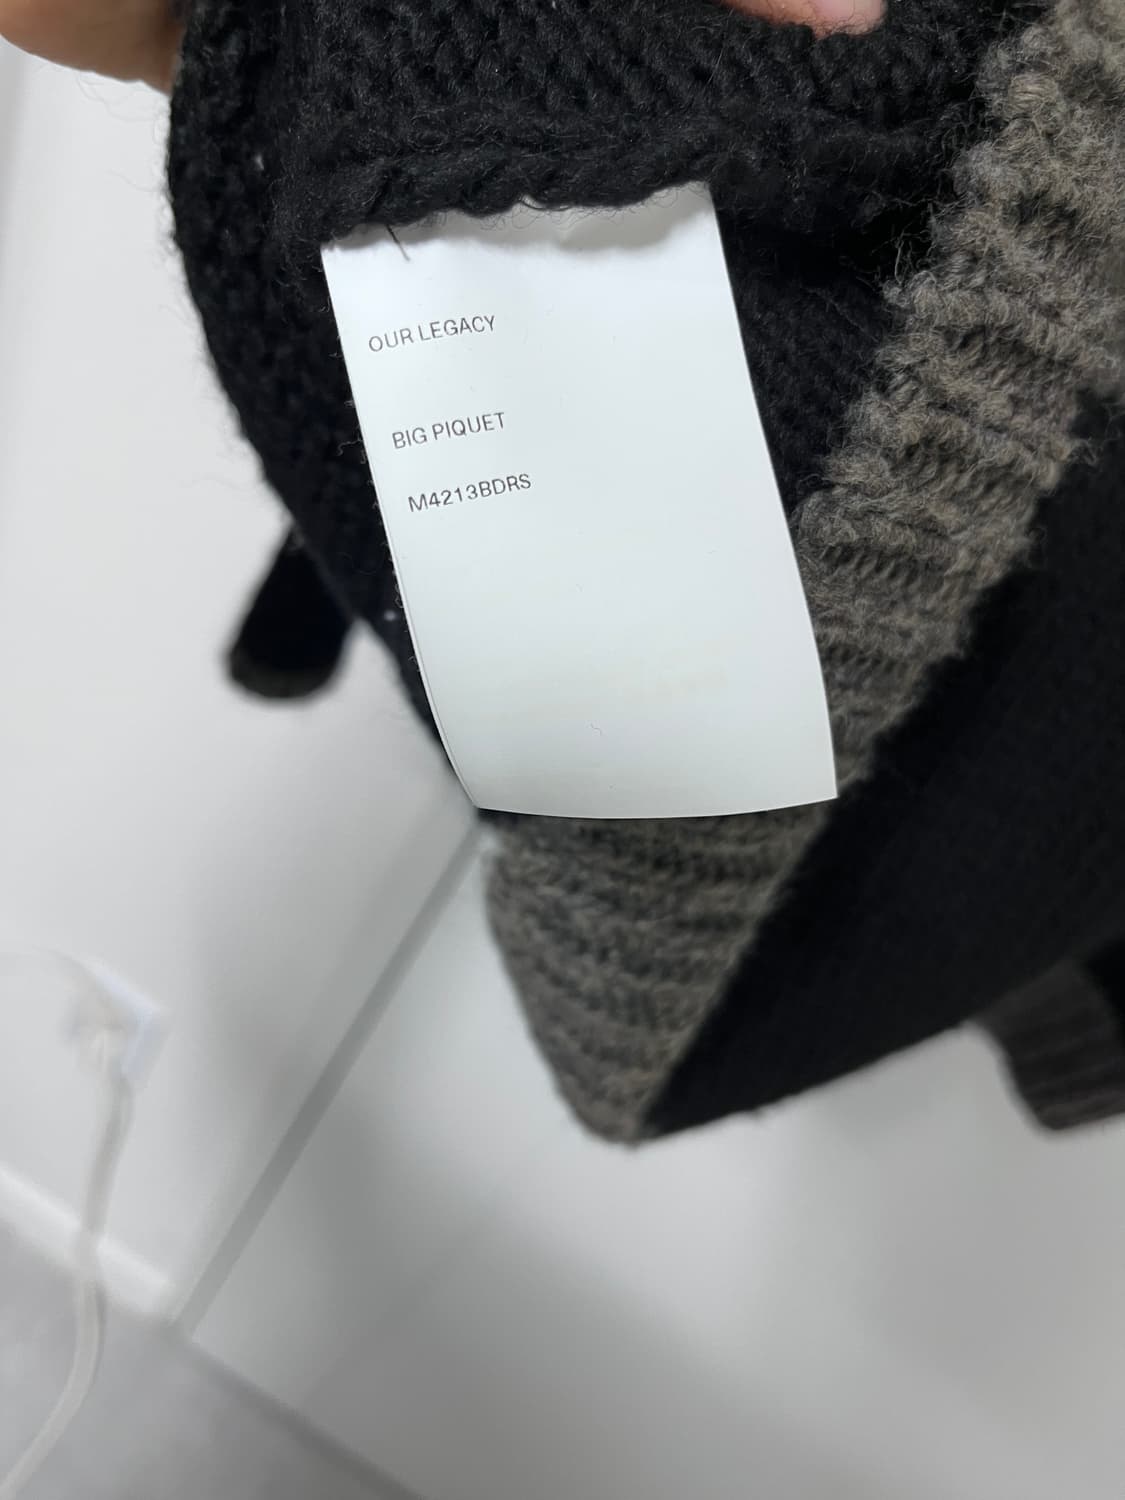 OUR LEGACY
BIG PIQUET
M4213BDRS